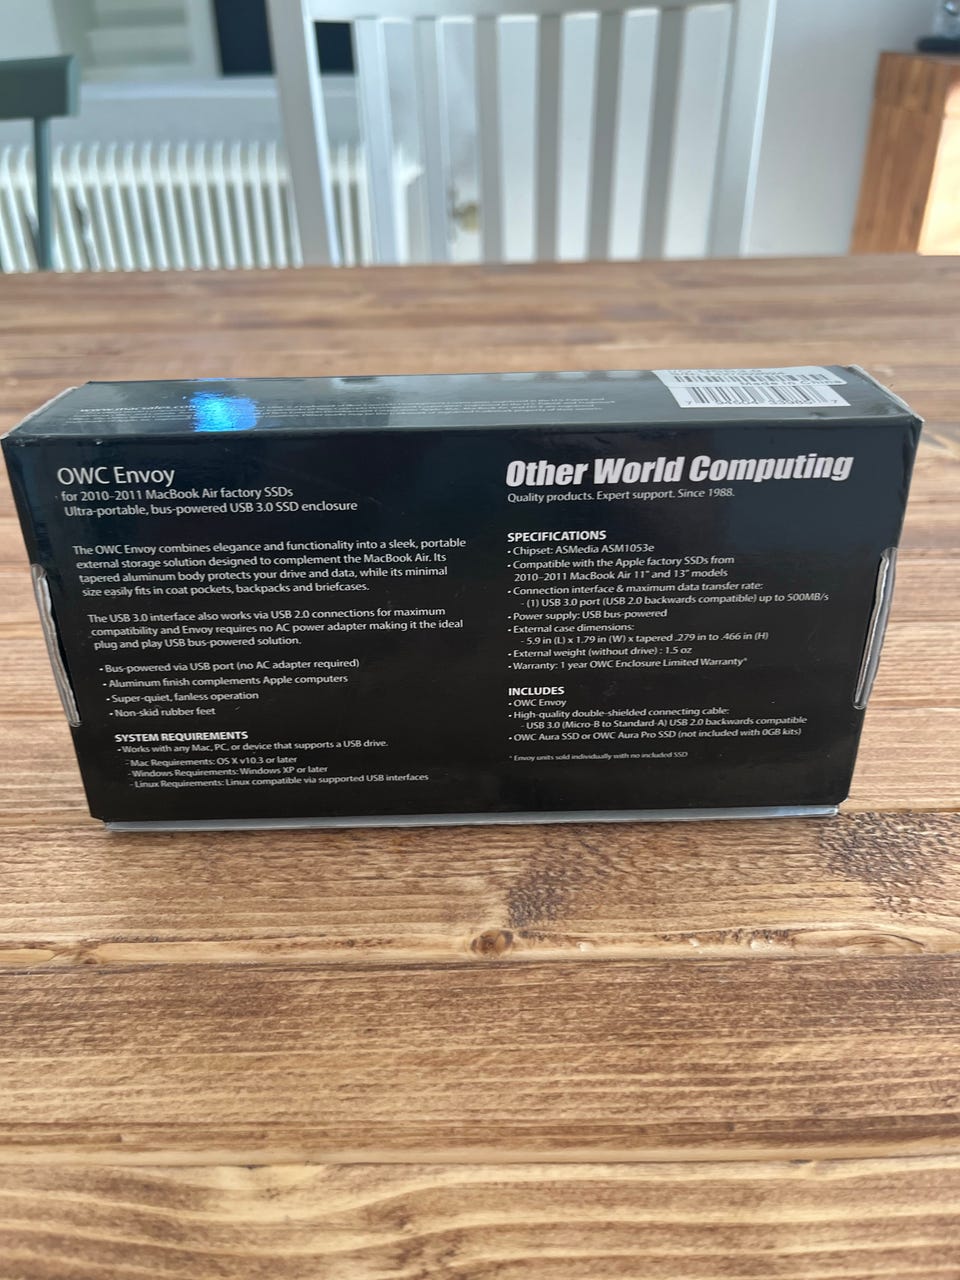 www.macsales.com
Made in China
OWC Envoy
for 2010-2011 MacBook Air factory SSDs
Ultra-portable, bus-powered USB 3.0 SSD enclosure
The OWC Envoy combines elegance and functionality into a sleek, portable
external storage solution designed to complement the MacBook Air. Its
tapered aluminum body protects your drive and data, while its minimal
size easily fits in coat pockets, backpacks and briefcases.
The USB 3.0 interface also works via USB 2.0 connections for maximum
compatibility and Envoy requires no AC power adapter making it the ideal
plug and play USB bus-powered solution.
• Bus-powered via USB port (no AC adapter required)
• Aluminum finish complements Apple computers
• Super-quiet, fanless operation
• Non-skid rubber feet
SYSTEM REQUIREMENTS
• Works with any Mac, PC, or device that supports a USB drive.
- Mac Requirements: OS X v10.3 or later
- Windows Requirements: Windows XP or later
- Linux Requirements: Linux compatible via supported USB interfaces
Other World Computing
Quality products. Expert support. Since 1988.
SPECIFICATIONS
• Chipset: ASMedia ASM1053e
• Compatible with the Apple factory SSDs from
2010-2011 MacBook Air 11" and 13" models
• Connection interface & maximum data transfer rate:
- (1) USB 3.0 port (USB 2.0 backwards compatible) up to 500MB/s
• Power supply: USB bus-powered
• External case dimensions:
- 5.9 in (L) x 1.79 in (W) x tapered .279 in to .466 in (H)
• External weight (without drive) : 1.5 oz
• Warranty: 1 year OWC Enclosure Limited Warranty*
INCLUDES
• OWC Envoy
• High-quality double-shielded connecting cable:
- USB 3.0 (Micro-B to Standard-A) USB 2.0 backwards compatible
• OWC Aura SSD or OWC Aura Pro SSD (not included with 0GB kits)
* Envoy units sold individually with no included SSD